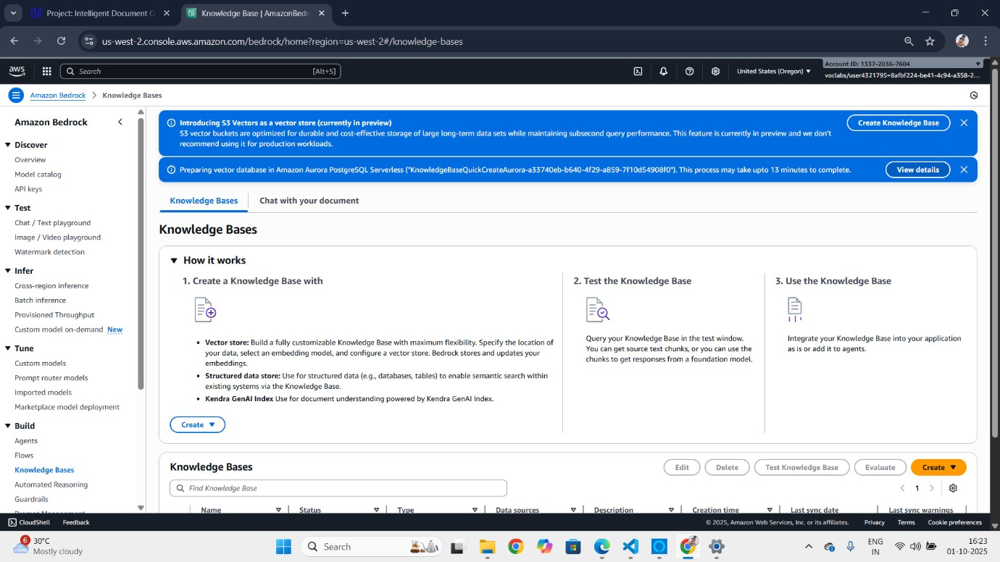 Project: Intelligent Document Q
Knowledge Base | AmazonBedr
us-west-2.console.aws.amazon.com/bedrock/home?region=us-west-2#/knowledge-bases
aws
Search
[Alt+S]
United States (Oregon)
Account ID: 1337-2036-7604
voclabs/user4321795=8afbf224-be41-4c94-a358-2...
Amazon Bedrock
Knowledge Bases
Amazon Bedrock
Discover
Overview
Model catalog
API keys
Test
Chat / Text playground
Image / Video playground
Watermark detection
Infer
Cross-region inference
Batch inference
Provisioned Throughput
Custom model on-demand New
Tune
Custom models
Prompt router models
Imported models
Marketplace model deployment
Build
Agents
Flows
Knowledge Bases
Automated Reasoning
Guardrails
Prompt Management
Introducing S3 Vectors as a vector store (currently in preview)
S3 vector buckets are optimized for durable and cost-effective storage of large long-term data sets while maintaining subsecond query performance. This feature is currently in preview and we don't
recommend using it for production workloads.
Create Knowledge Base
Preparing vector database in Amazon Aurora PostgreSQL Serverless ("KnowledgeBaseQuickCreateAurora-a33740eb-b640-4f29-a859-7f10d54908f0"). This process may take upto 13 minutes to complete.
View details
Knowledge Bases
Chat with your document
Knowledge Bases
How it works
1. Create a Knowledge Base with
• Vector store: Build a fully customizable Knowledge Base with maximum flexibility. Specify the location of
your data, select an embedding model, and configure a vector store. Bedrock stores and updates your
embeddings.
• Structured data store: Use for structured data (e.g., databases, tables) to enable semantic search within
existing systems via the Knowledge Base.
• Kendra GenAI Index Use for document understanding powered by Kendra GenAI Index.
Create
2. Test the Knowledge Base
Query your Knowledge Base in the test window.
You can get source text chunks, or you can use the
chunks to get responses from a foundation model.
3. Use the Knowledge Base
Integrate your Knowledge Base into your application
as is or add it to agents.
Knowledge Bases
Edit
Delete
Test Knowledge Base
Evaluate
Create
Find Knowledge Base
1
Name
Status
Type
Data sources
Description
Creation time
Last sync date
Last sync warnings
CloudShell
Feedback
© 2025, Amazon Web Services, Inc. or its affiliates.
Privacy
Terms
Cookie preferences
6
30°C
Mostly cloudy
Search
ENG
IN
16:23
01-10-2025